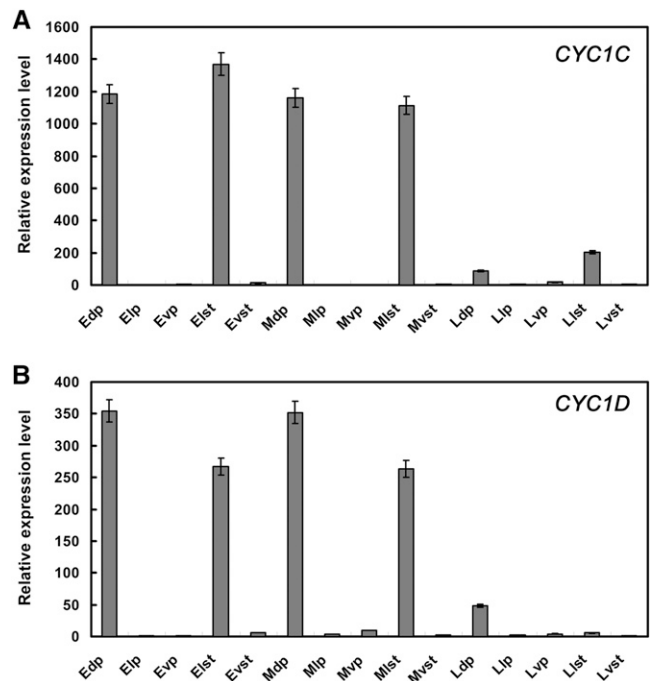 A
CYC1C
Relative expression level
1600
1400
1200
1000
800
600
400
200
0
Edp Elp Evp Elst Evst Mdp Mlp Mvp Mlst Mvst Ldp Llp Lvp Llst Lvst
B
CYC1D
Relative expression level
400
350
300
250
200
150
100
50
0
Edp Elp Evp Elst Evst Mdp Mlp Mvp Mlst Mvst Ldp Llp Lvp Llst Lvst